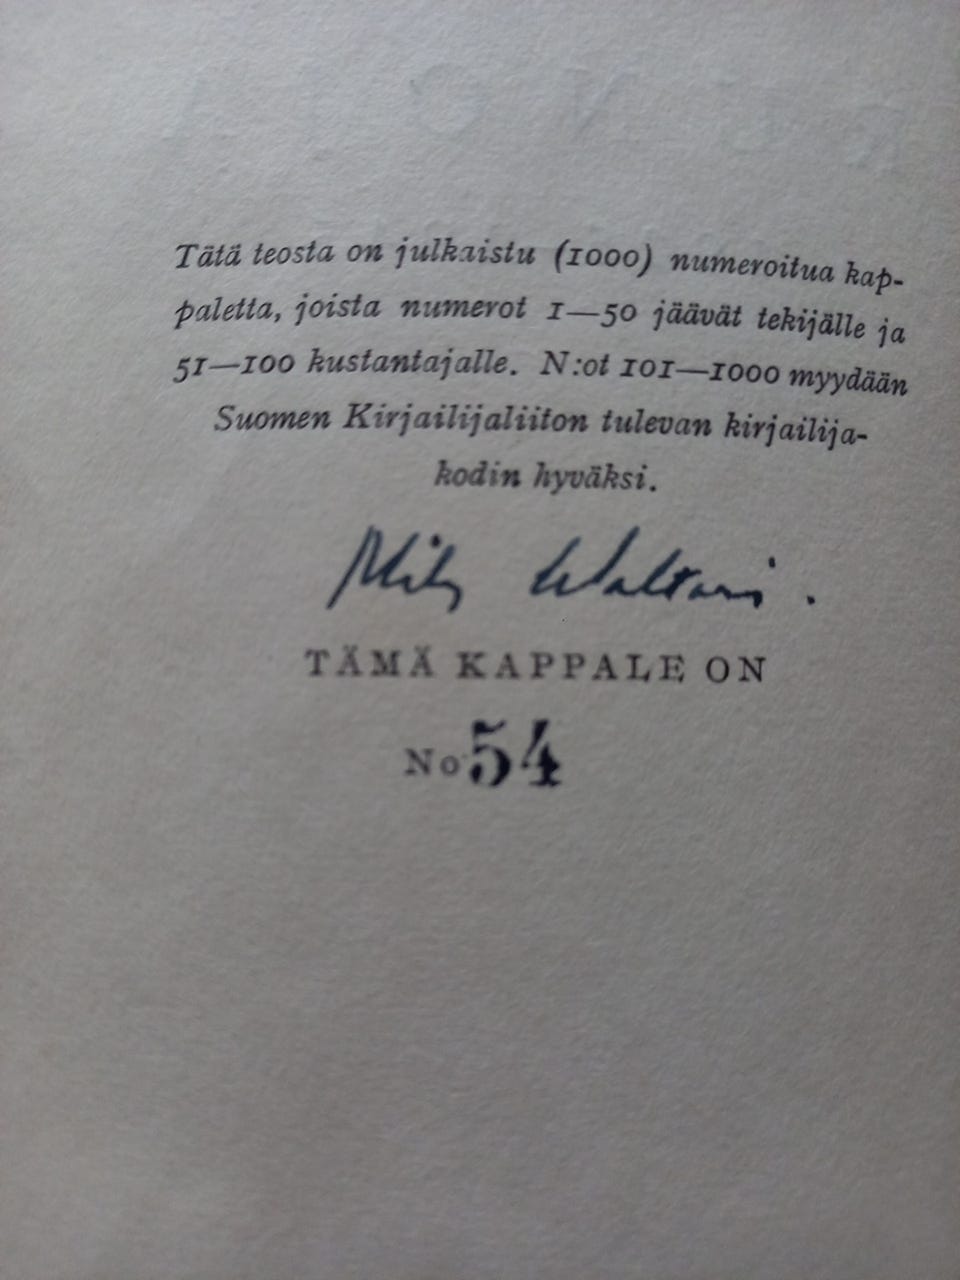 Tätä teosta on julkaistu (1000) numeroitua kap-
paletta, joista numerot 1—50 jäävät tekijälle ja
51—100 kustantajalle. N:ot 101—1000 myydään
Suomen Kirjailijaliiton tulevan kirjailija-
kodin hyväksi.
Mika Waltari.
TÄMÄ KAPPALE ON
No 54